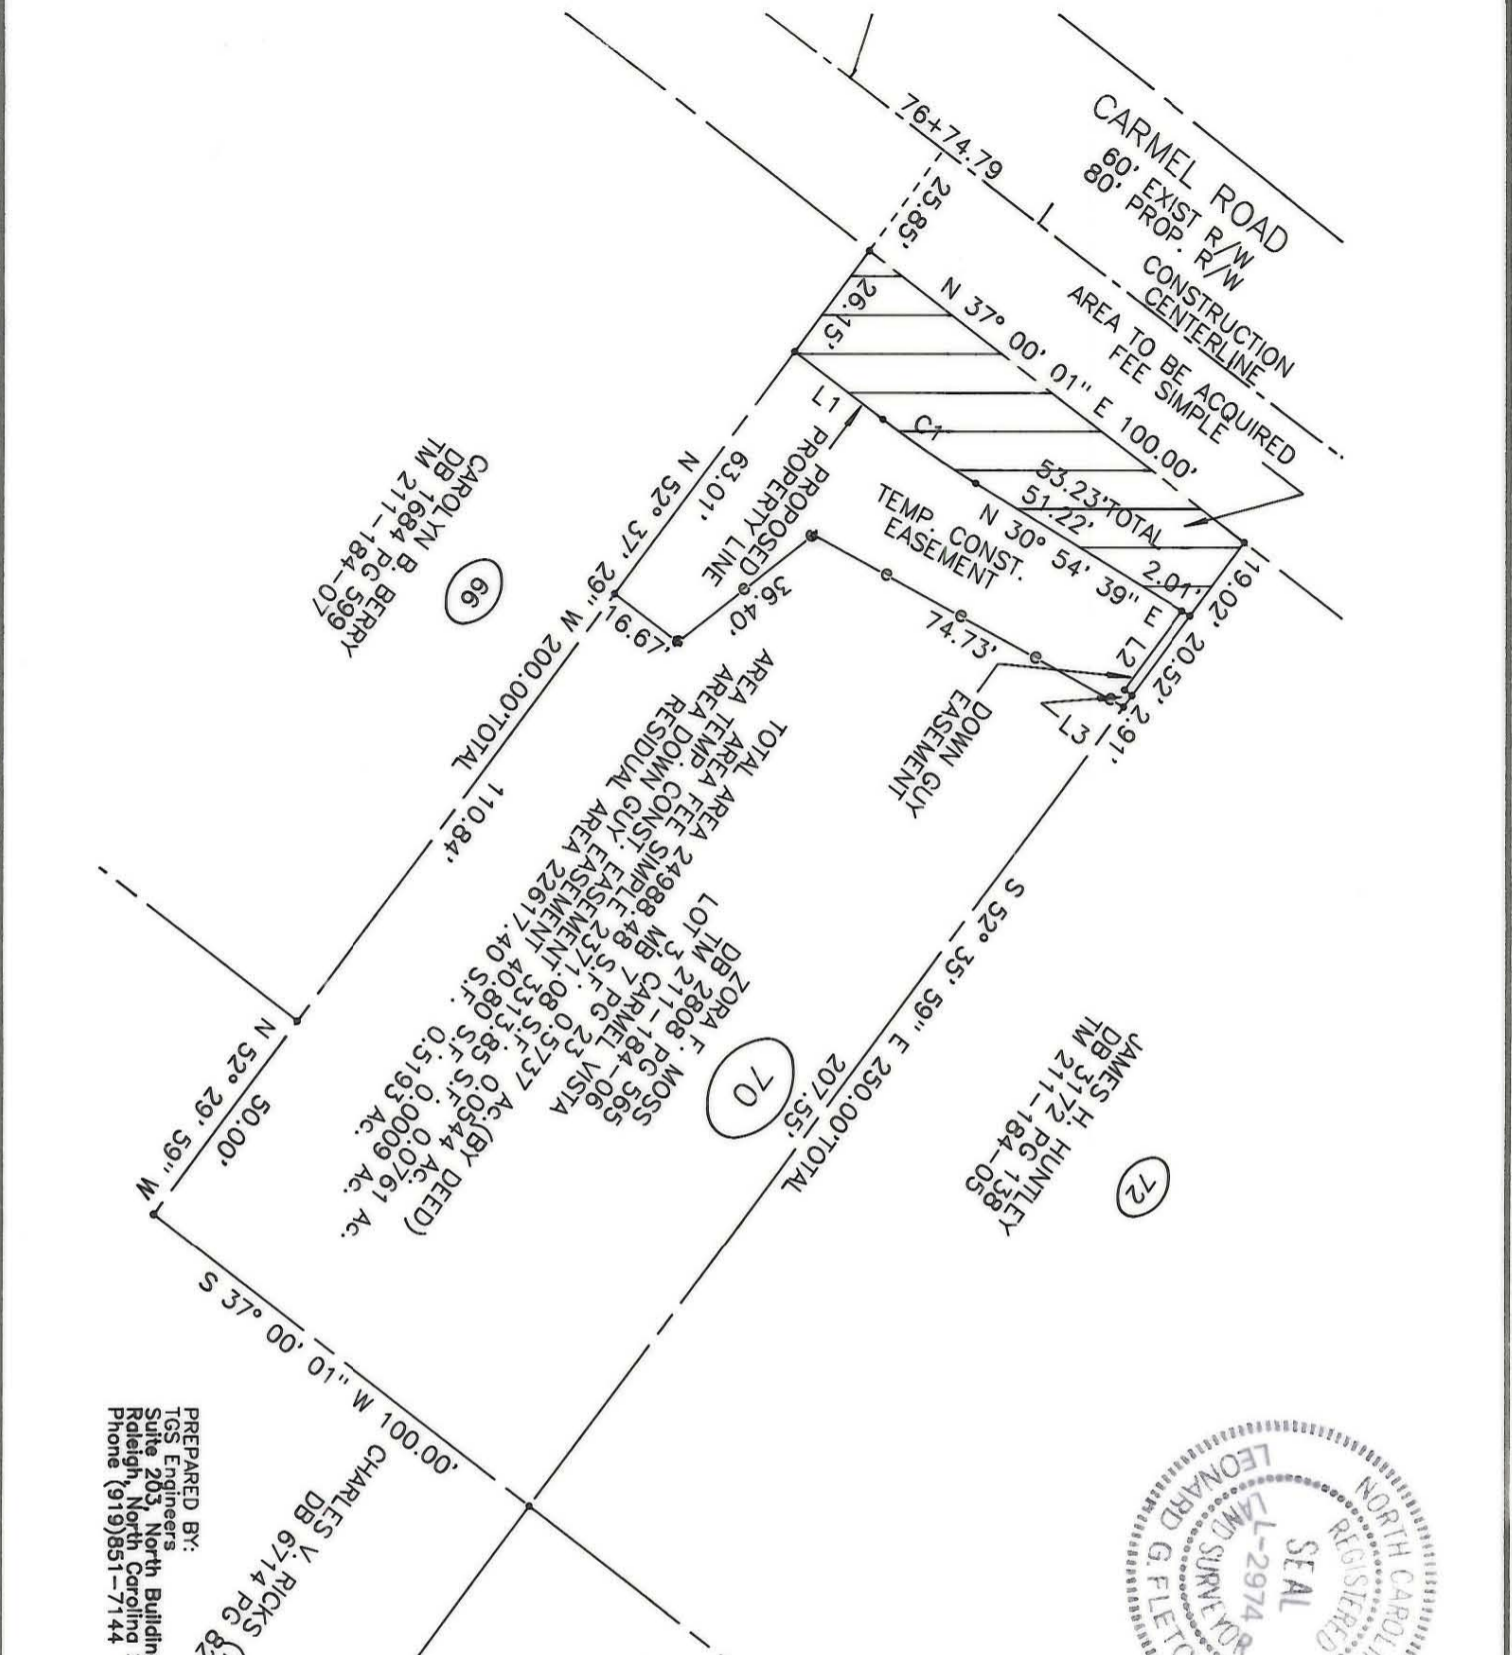 CARMEL ROAD
60' EXIST R/W
80' PROP. R/W
CONSTRUCTION
CENTERLINE
76+74.79
25.85'
AREA TO BE ACQUIRED
FEE SIMPLE
N 37° 00' 01" E 100.00'
26.15'
L1
C1
53.23'TOTAL
51.22'
2.01'
N 30° 54' 39" E
19.02'
20.52'
2.91'
L2
L3
PROPOSED
PROPERTY LINE
TEMP. CONST.
EASEMENT
63.01'
N 52° 37' 29" W 200.00'TOTAL
16.67'
36.40'
74.73'
DOWN GUY
EASEMENT
110.84'
66
CAROLYN B. BERRY
DB 1684 PG 599
TM 211-184-07
S 52° 35' 59" E 250.00'TOTAL
207.55'
70
ZORA F. MOSS
DB 2808 PG 565
TM 211-184-06
LOT 3 CARMEL VISTA
MB 7 PG 23
TOTAL AREA 24988.48 S.F. 0.5737 Ac.(BY DEED)
AREA FEE SIMPLE 2371.08 S.F. 0.0544 Ac.
AREA TEMP. CONST. EASEMENT 3313.85 S.F. 0.0761 Ac.
AREA DOWN GUY EASEMENT 40.80 S.F. 0.0009 Ac.
RESIDUAL AREA 22617.40 S.F. 0.5193 Ac.
72
JAMES H. HUNTLEY
DB 3172 PG 138
TM 211-184-05
N 52° 29' 59" W
50.00'
S 37° 00' 01" W 100.00'
CHARLES V. RICKS (
DB 6714 PG 82
PREPARED BY:
TGS Engineers
Suite 203, North Buildin
Raleigh, North Carolina
Phone (919)851-7144
NORTH CAROLI
REGISTERED
SEAL
L-2974
LAND SURVEYO
LEONARD G. FLETC